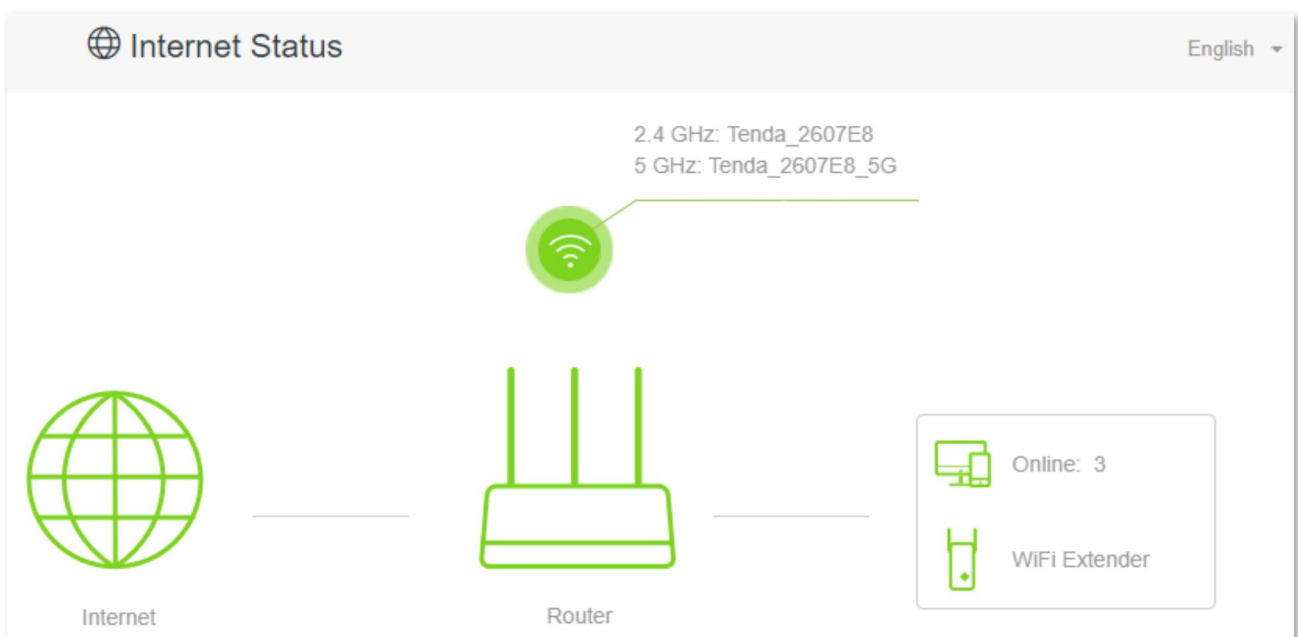 Internet Status
English
2.4 GHz: Tenda_2607E8
5 GHz: Tenda_2607E8_5G
Online: 3
WiFi Extender
Internet
Router